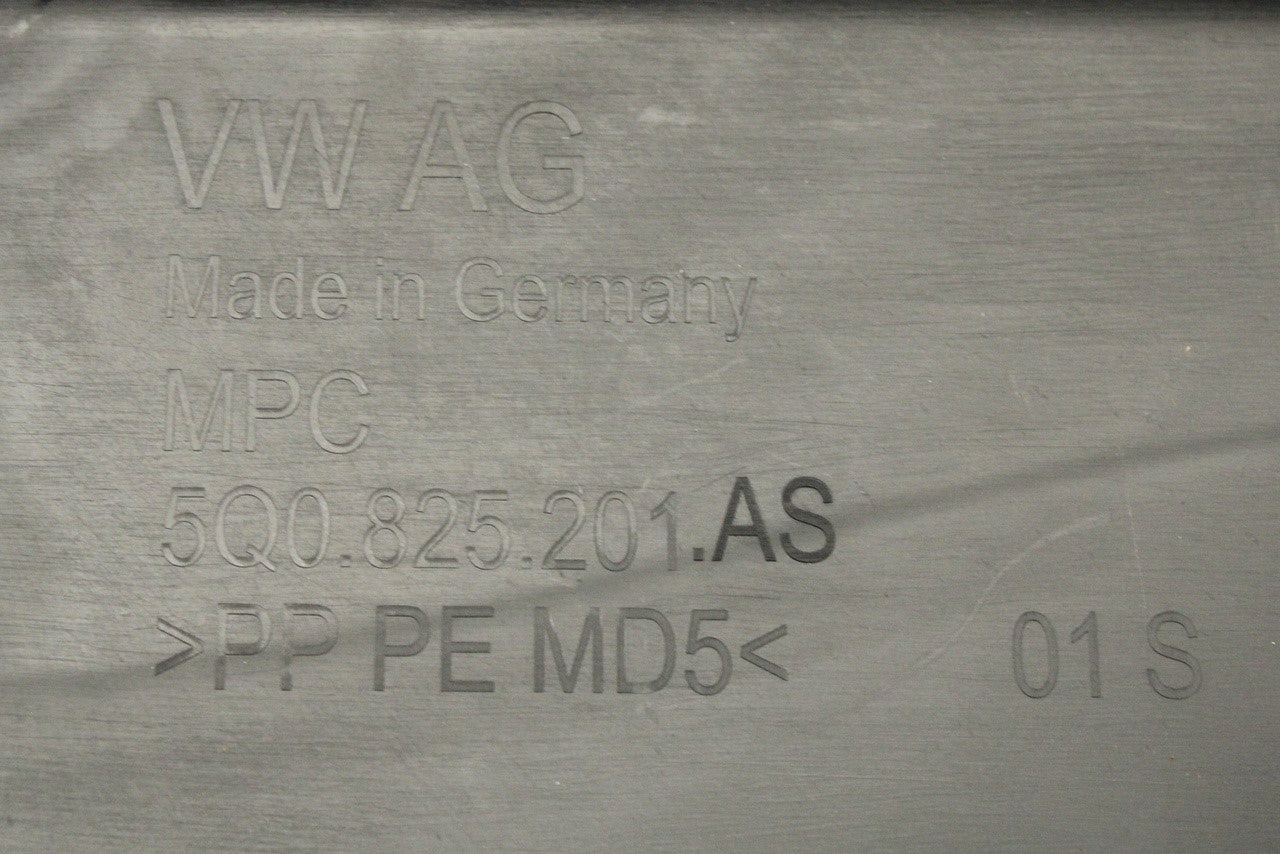 VW AG
Made in Germany
MPC
5Q0.825.201.AS
>PP PE MD5< 01 S